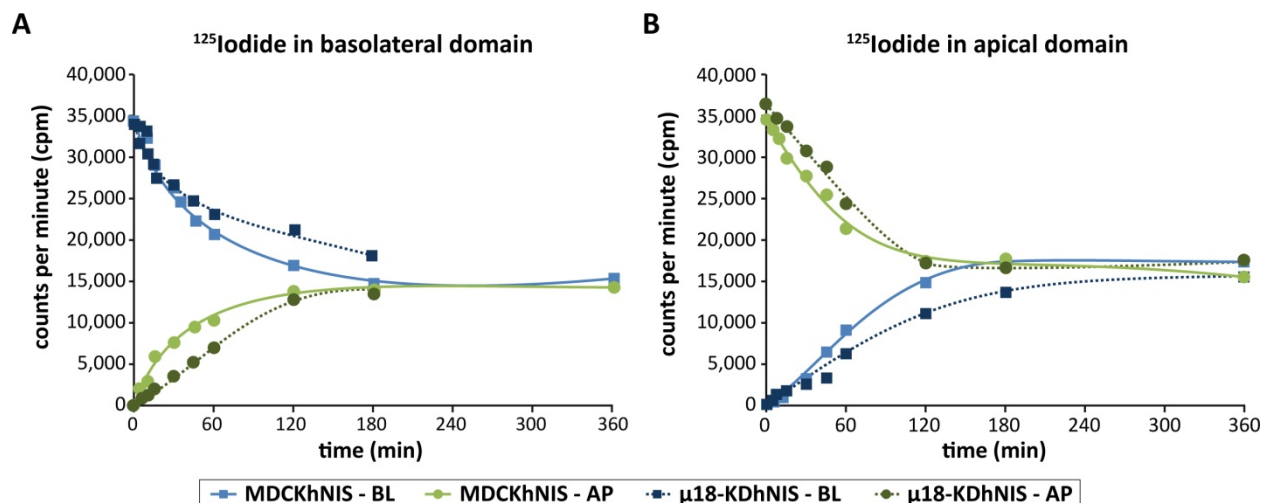 A
¹²⁵Iodide in basolateral domain
counts per minute (cpm)
40,000
35,000
30,000
25,000
20,000
15,000
10,000
5,000
0
0 60 120 180 240 300 360
time (min)
B
¹²⁵Iodide in apical domain
counts per minute (cpm)
40,000
35,000
30,000
25,000
20,000
15,000
10,000
5,000
0
0 60 120 180 240 300 360
time (min)
MDCKhNIS - BL MDCKhNIS - AP µ18-KDhNIS - BL µ18-KDhNIS - AP